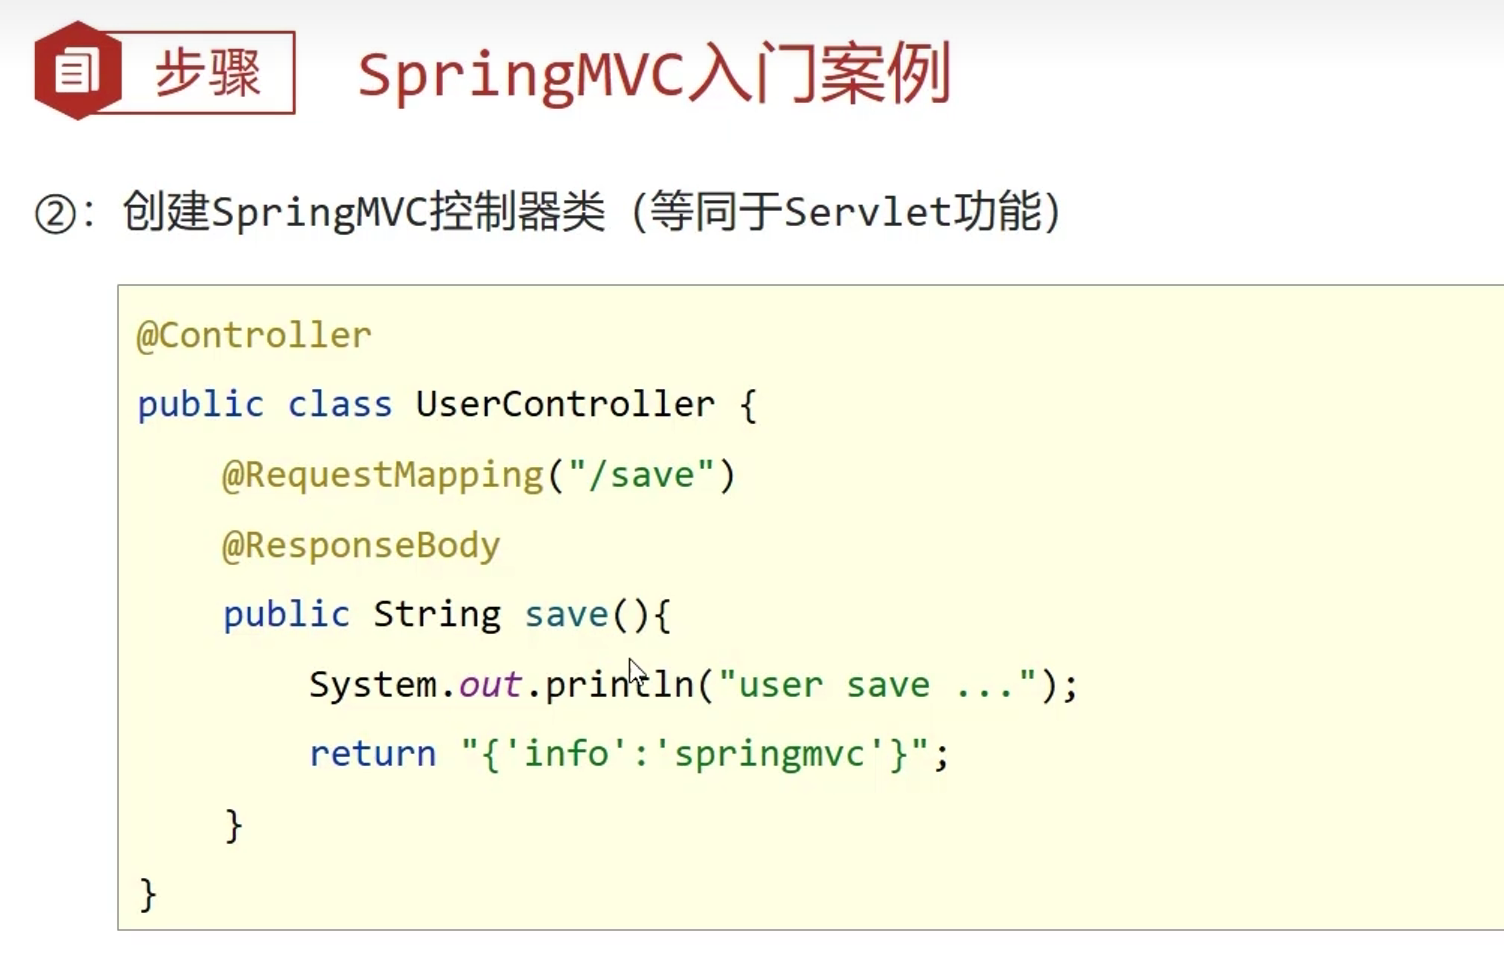 步骤
SpringMVC入门案例
②：创建SpringMVC控制器类（等同于Servlet功能）
@Controller
public class UserController {
@RequestMapping("/save")
@ResponseBody
public String save(){
System.out.println("user save ...");
return "{'info':'springmvc'}";
}
}